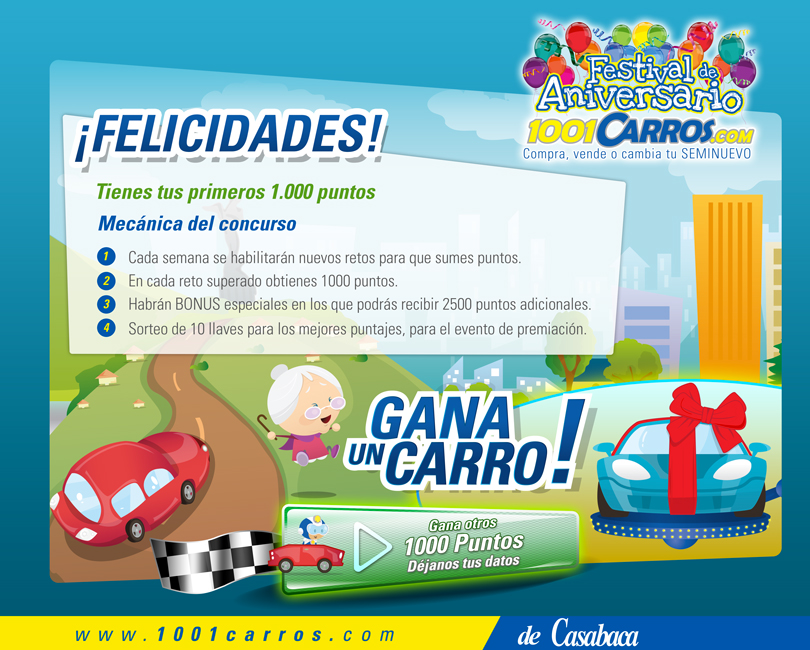 Festival de
Aniversario
1001CARROS.COM
Compra, vende o cambia tu SEMINUEVO
¡FELICIDADES!
Tienes tus primeros 1.000 puntos
Mecánica del concurso
1 Cada semana se habilitarán nuevos retos para que sumes puntos.
2 En cada reto superado obtienes 1000 puntos.
3 Habrán BONUS especiales en los que podrás recibir 2500 puntos adicionales.
4 Sorteo de 10 llaves para los mejores puntajes, para el evento de premiación.
GANA
UN CARRO!
Gana otros
1000 Puntos
Déjanos tus datos
www.1001carros.com
de Casabaca